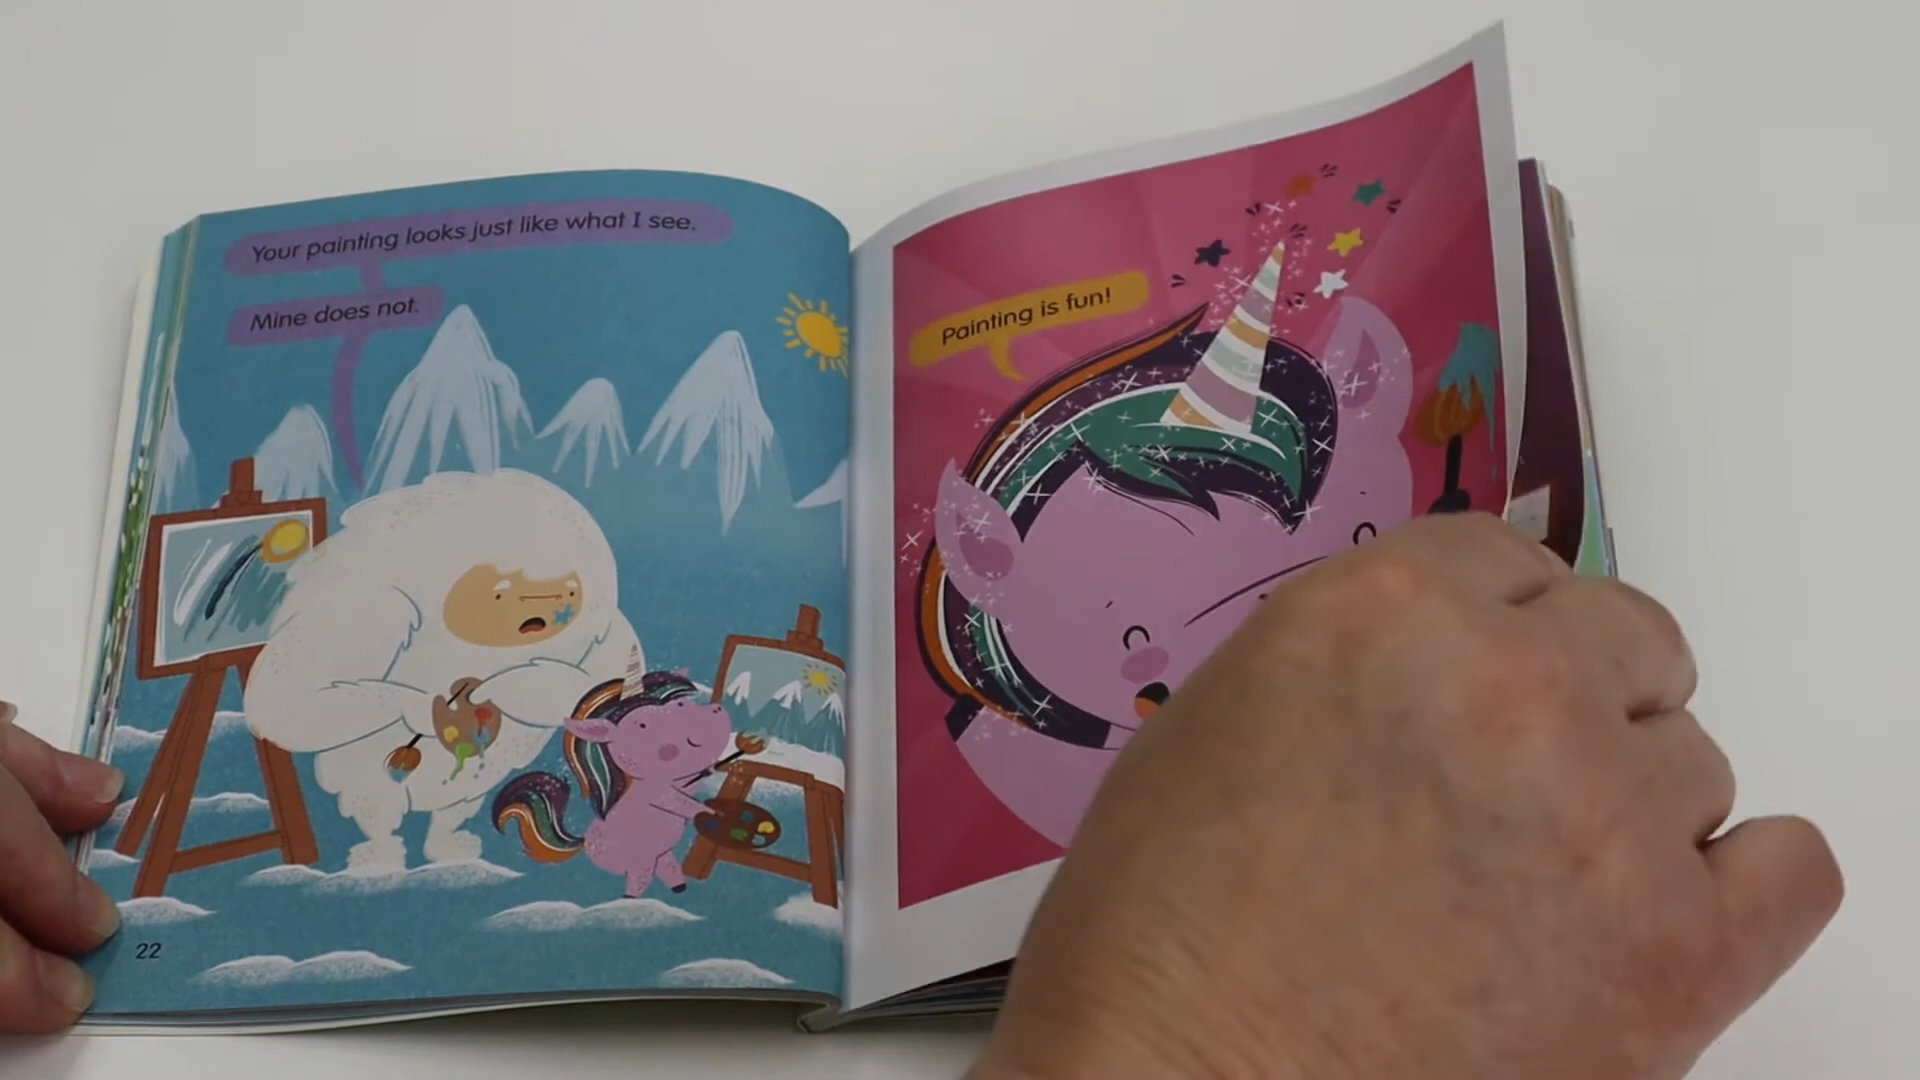 Your painting looks just like what I see.
Mine does not.
22
Painting is fun!